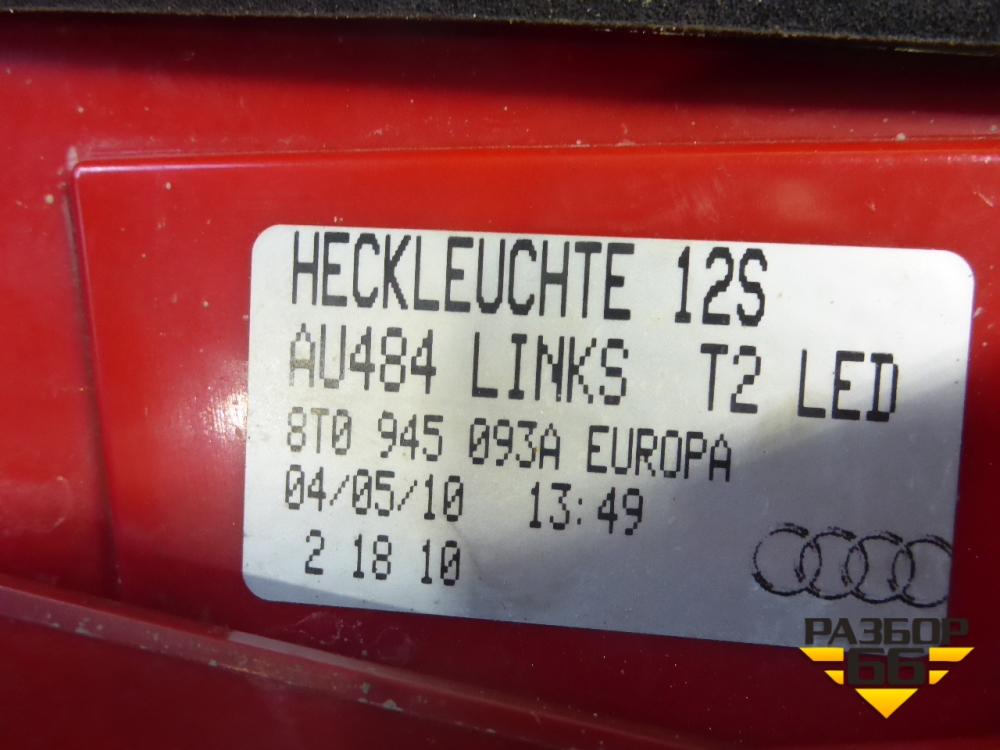 HECKLEUCHTE 12S
AU484 LINKS T2 LED
8T0 945 093A EUROPA
04/05/10 13:49
2 18 10
РАЗБОР
66